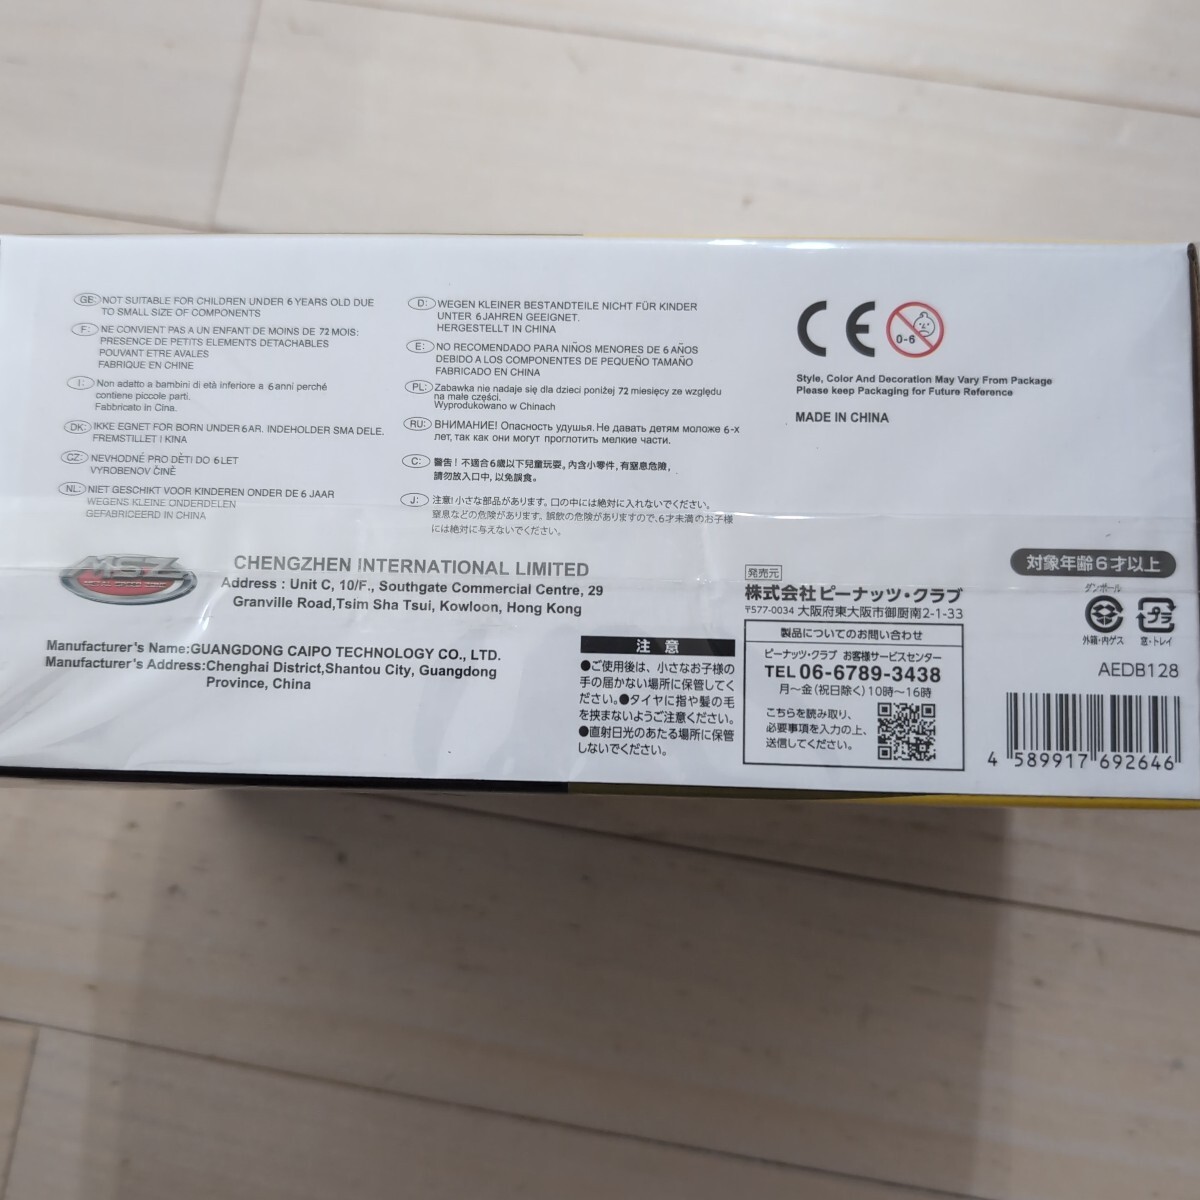 GB: NOT SUITABLE FOR CHILDREN UNDER 6 YEARS OLD DUE
TO SMALL SIZE OF COMPONENTS
F: NE CONVIENT PAS A UN ENFANT DE MOINS DE 72 MOIS:
PRESENCE DE PETITS ELEMENTS DETACHABLES
POUVANT ETRE AVALES
FABRIQUE EN CHINE
I: Non adatto a bambini di età inferiore a 6 anni perché
contiene piccole parti.
Fabbricato in Cina.
DK: IKKE EGNET FOR BORN UNDER 6 AR. INDEHOLDER SMA DELE.
FREMSTILLET I KINA
CZ: NEVHODNÉ PRO DĚTI DO 6 LET
VYROBENOV ČINĚ
NL: NIET GESCHIKT VOOR KINDEREN ONDER DE 6 JAAR
WEGENS KLEINE ONDERDELEN
GEFABRICEERD IN CHINA
D: WEGEN KLEINER BESTANDTEILE NICHT FÜR KINDER
UNTER 6 JAHREN GEEIGNET.
HERGESTELLT IN CHINA
E: NO RECOMENDADO PARA NIÑOS MENORES DE 6 AÑOS
DEBIDO A LOS COMPONENTES DE PEQUEÑO TAMAÑO
FABRICADO EN CHINA
PL: Zabawka nie nadaje się dla dzieci poniżej 72 miesięcy ze względu
na małe części.
Wyprodukowano w Chinach
RU: ВНИМАНИЕ! Опасность удушья. Не давать детям моложе 6-х
лет, так как они могут проглотить мелкие части.
C: 警告！不適合6歲以下兒童玩耍。內含小零件，有窒息危險，
請勿放入口中，以免誤食。
J: 注意！小さな部品があります。口の中には絶対に入れないでください。
窒息などの危険があります。誤飲の危険がありますので、6才未満のお子様
には絶対に与えないでください。
CE
0-6
Style, Color And Decoration May Vary From Package
Please keep Packaging for Future Reference
MADE IN CHINA
MSZ
CHENGZHEN INTERNATIONAL LIMITED
Address : Unit C, 10/F., Southgate Commercial Centre, 29
Granville Road,Tsim Sha Tsui, Kowloon, Hong Kong
Manufacturer's Name:GUANGDONG CAIPO TECHNOLOGY CO., LTD.
Manufacturer's Address:Chenghai District,Shantou City, Guangdong
Province, China
注 意
●ご使用後は、小さなお子様の
手の届かない場所に保管してく
ださい。●タイヤに指や髪の毛
を挟まないようご注意ください。
●直射日光のあたる場所に保管
しないでください。
発売元
株式会社ピーナッツ・クラブ
〒577-0034 大阪府東大阪市御厨南2-1-33
製品についてのお問い合わせ
ピーナッツ・クラブ お客様サービスセンター
TEL 06-6789-3438
月～金(祝日除く)10時～16時
こちらを読み取り、
必要事項を入力の上、
送信してください。
対象年齢6才以上
ダンボール
外箱・内ゲス
プラ
窓・トレイ
AEDB128
4 589917 692646